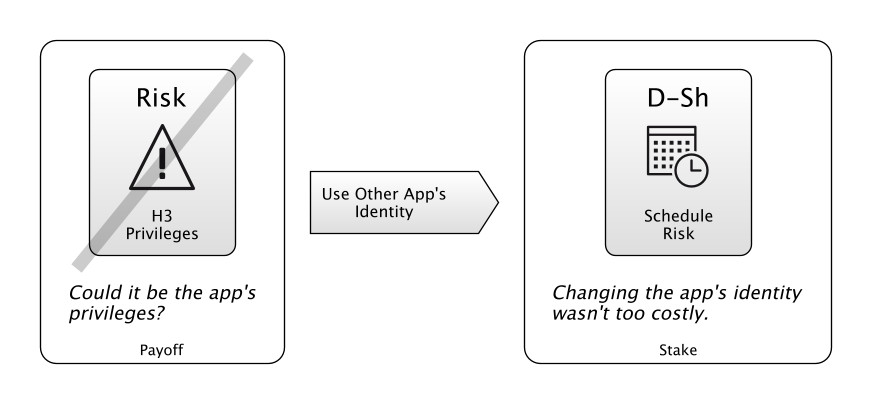 Risk
!
H3
Privileges
Could it be the app's
privileges?
Payoff
Use Other App's
Identity
D-Sh
Schedule
Risk
Changing the app's identity
wasn't too costly.
Stake